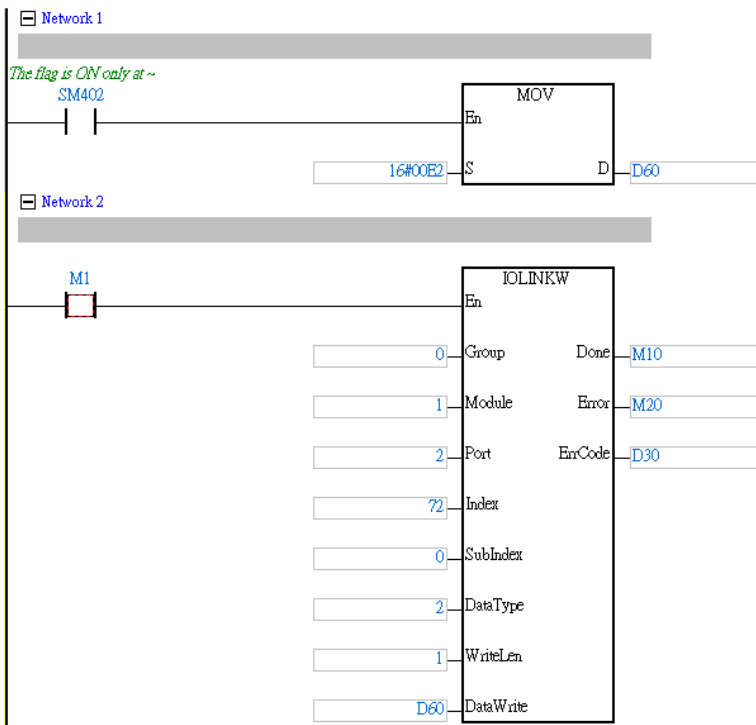 Network 1
The flag is ON only at ~
SM402
MOV
En
16#00E2 S D D60
Network 2
M1
IOLINKW
En
0 Group Done M10
1 Module Error M20
2 Port ErrCode D30
72 Index
0 SubIndex
2 DataType
1 WriteLen
D60 DataWrite